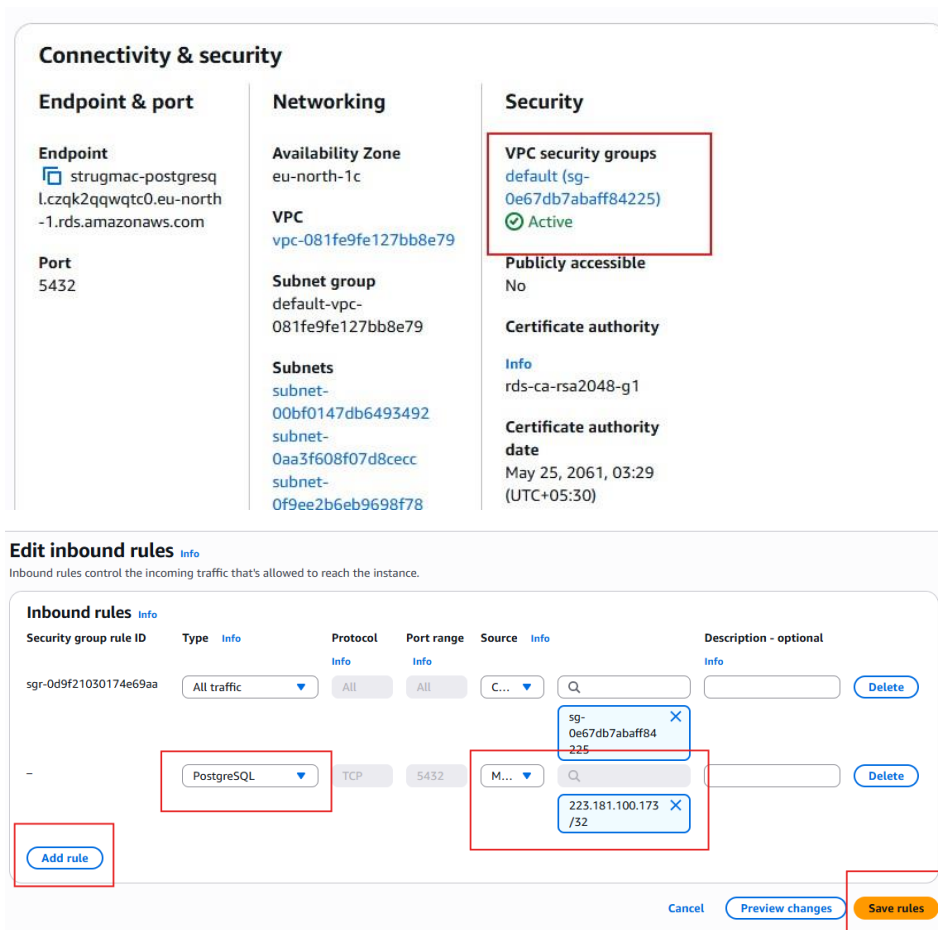 Connectivity & security
Endpoint & port
Endpoint
strugmac-postgresq
l.czqk2qqwqtc0.eu-north
-1.rds.amazonaws.com
Port
5432
Networking
Availability Zone
eu-north-1c
VPC
vpc-081fe9fe127bb8e79
Subnet group
default-vpc-
081fe9fe127bb8e79
Subnets
subnet-
00bf0147db6493492
subnet-
0aa3f608f07d8cecc
subnet-
0f9ee2b6eb9698f78
Security
VPC security groups
default (sg-
0e67db7abaff84225)
Active
Publicly accessible
No
Certificate authority
Info
rds-ca-rsa2048-g1
Certificate authority
date
May 25, 2061, 03:29
(UTC+05:30)
Edit inbound rules Info
Inbound rules control the incoming traffic that's allowed to reach the instance.
Inbound rules Info
Security group rule ID Type Info Protocol Info Port range Info Source Info Description - optional Info
sgr-0d9f21030174e69aa All traffic All All C... Delete
sg-
0e67db7abaff84
225
– PostgreSQL TCP 5432 M... Delete
223.181.100.173
/32
Add rule
Cancel Preview changes Save rules